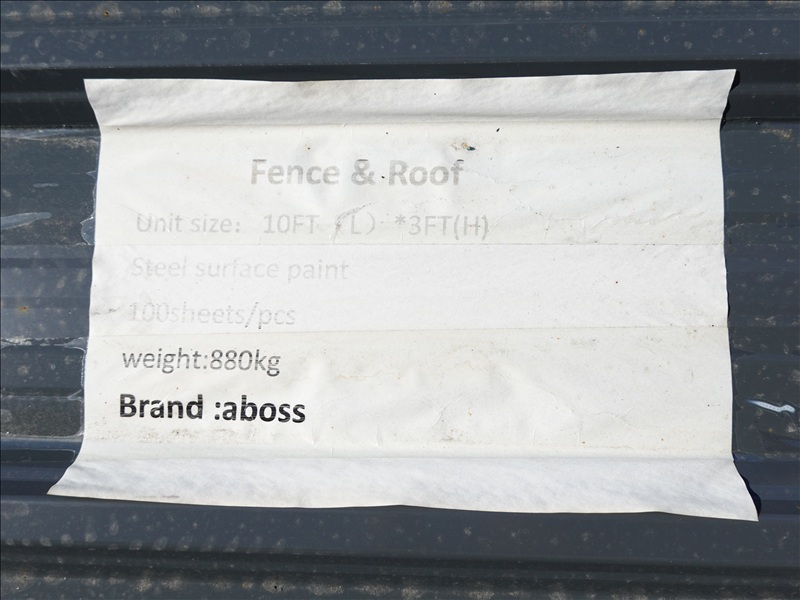 Fence & Roof
Unit size: 10FT（L） *3FT(H)
Steel surface paint
100sheets/pcs
weight:880kg
Brand :aboss